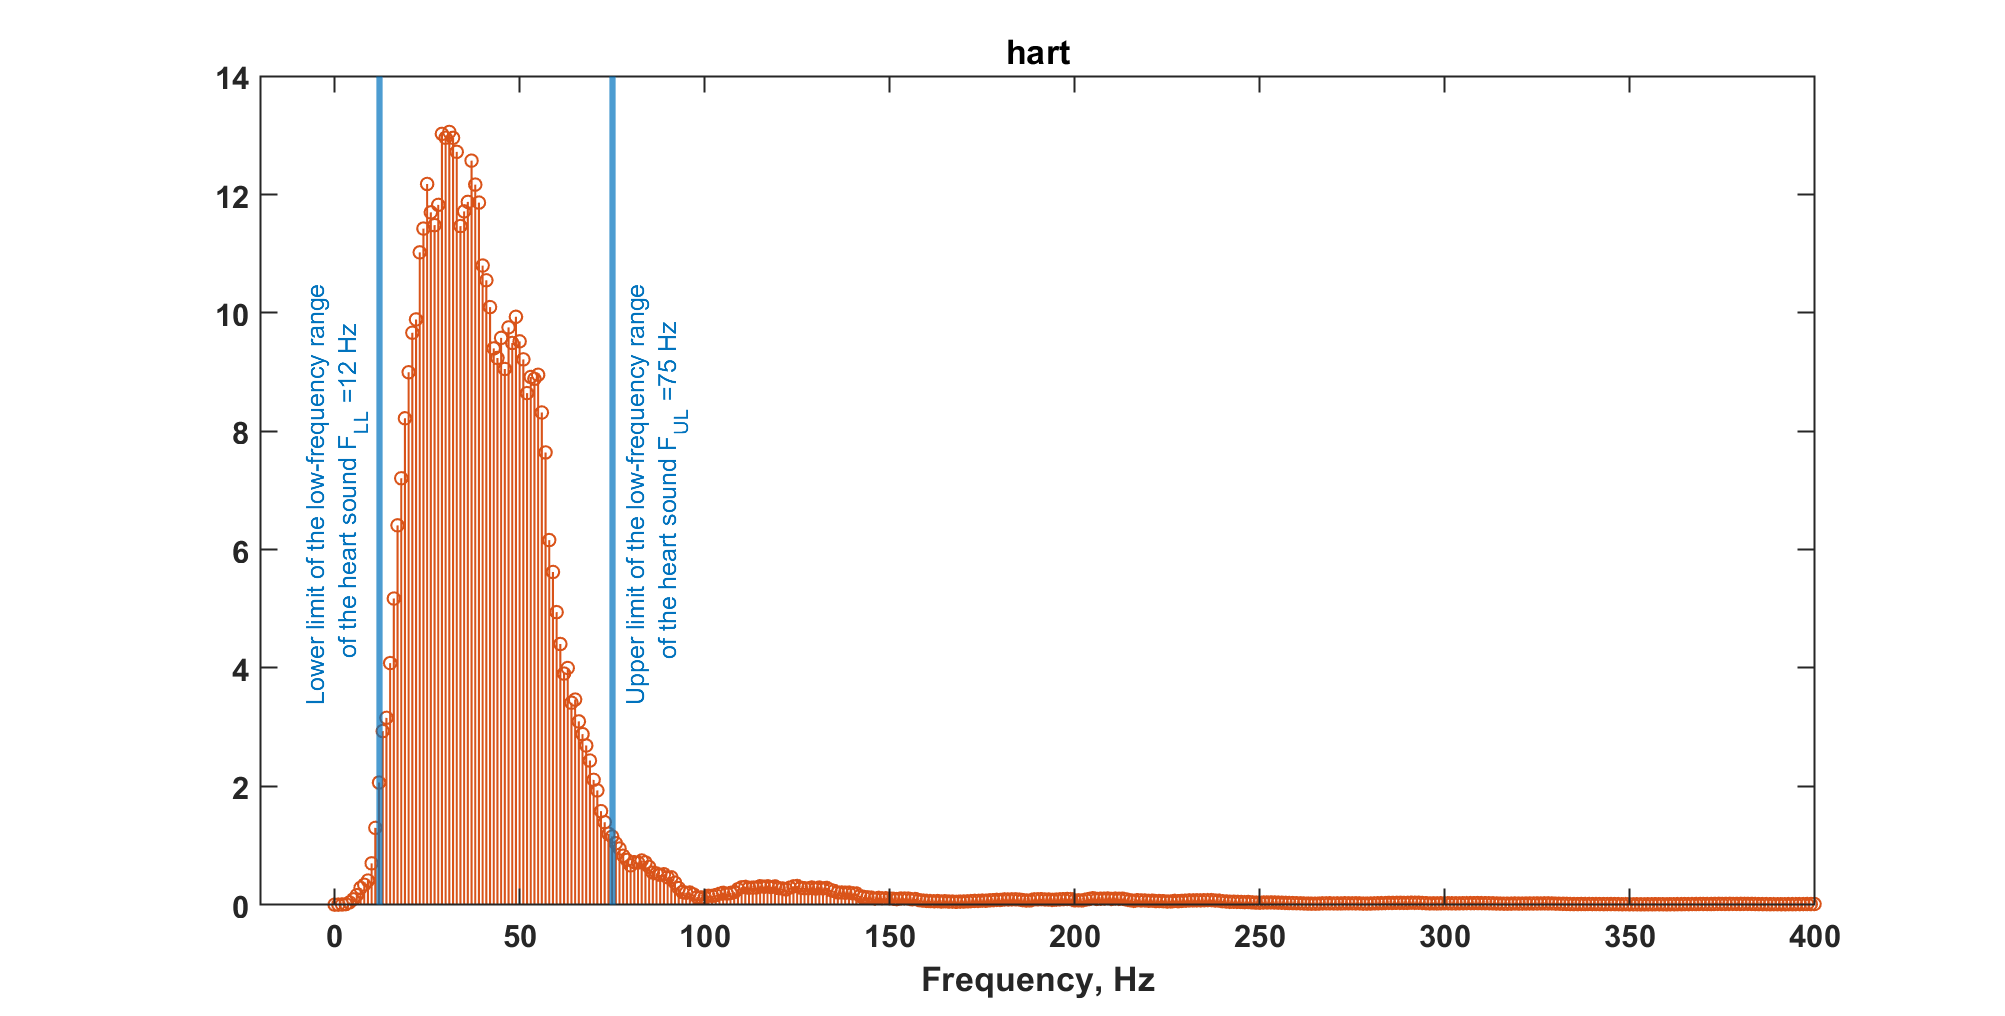 hart
14
12
10
8
6
4
2
0
Lower limit of the low-frequency range
of the heart sound F_LL =12 Hz
Upper limit of the low-frequency range
of the heart sound F_UL =75 Hz
0 50 100 150 200 250 300 350 400
Frequency, Hz